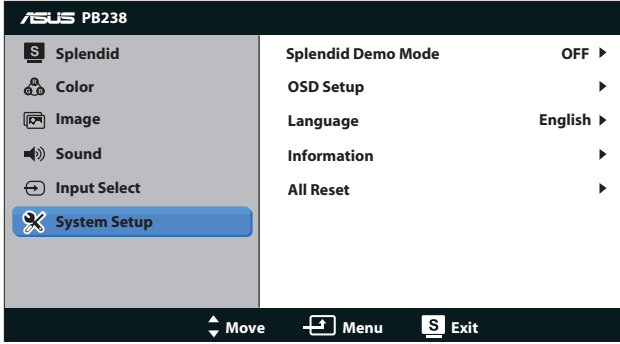 ASUS PB238
S Splendid
Color
Image
Sound
Input Select
System Setup
Splendid Demo Mode OFF
OSD Setup
Language English
Information
All Reset
Move Menu S Exit